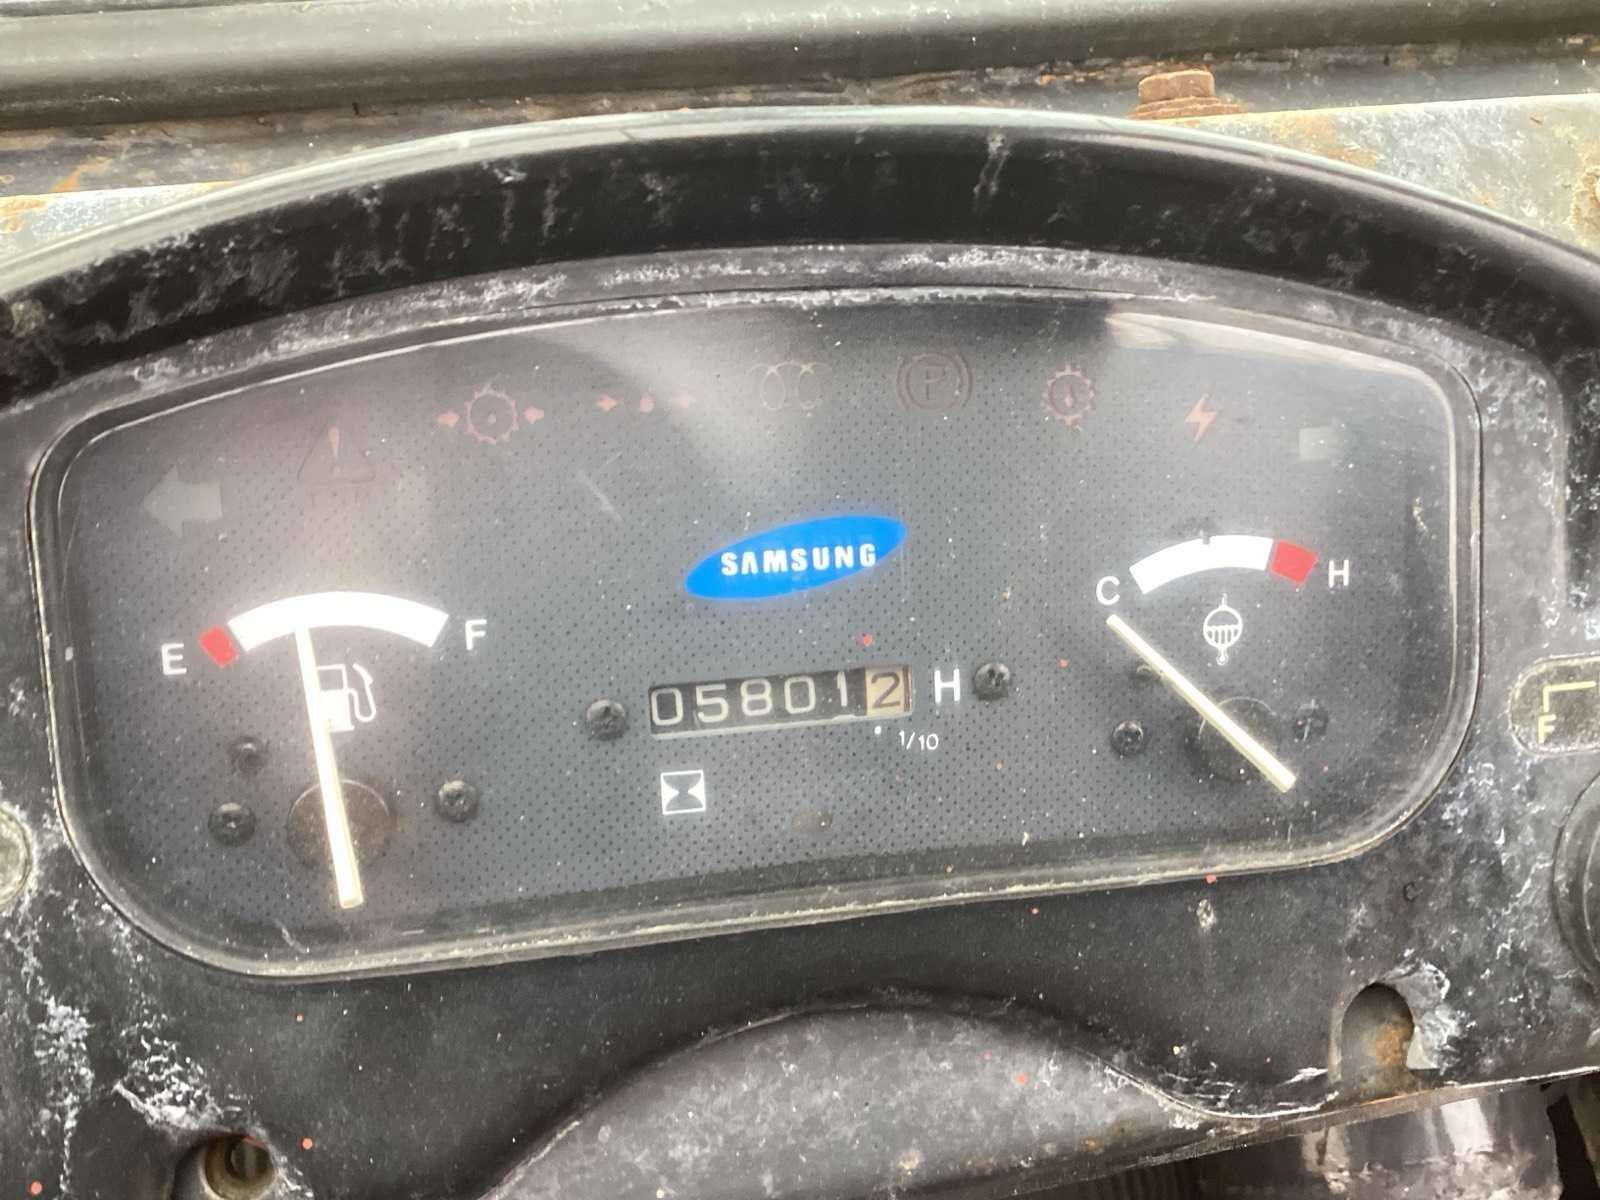 P
SAMSUNG
E F
C H
058012 H
1/10
F